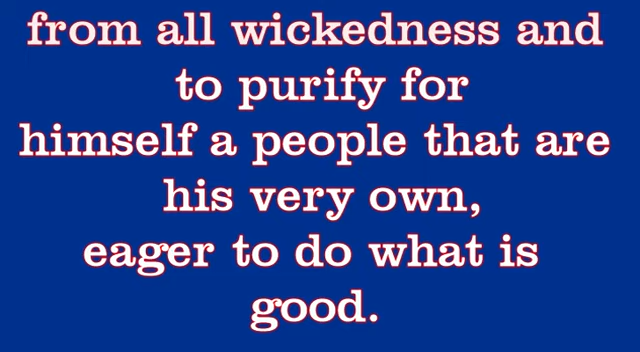 from all wickedness and
to purify for
himself a people that are
his very own,
eager to do what is
good.